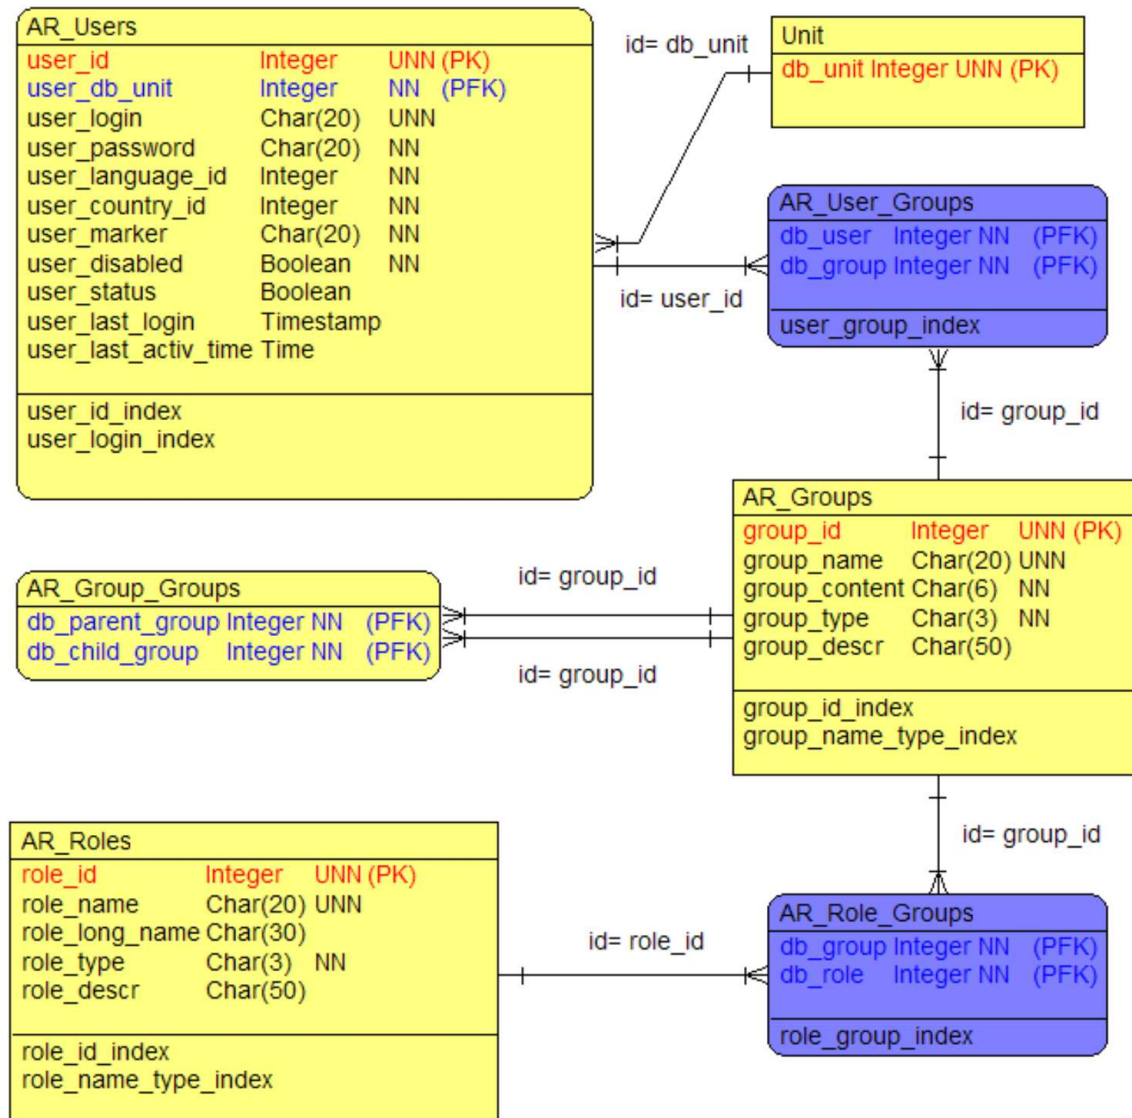 AR_Users
user_id Integer UNN (PK)
user_db_unit Integer NN (PFK)
user_login Char(20) UNN
user_password Char(20) NN
user_language_id Integer NN
user_country_id Integer NN
user_marker Char(20) NN
user_disabled Boolean NN
user_status Boolean
user_last_login Timestamp
user_last_activ_time Time
user_id_index
user_login_index
id= db_unit
Unit
db_unit Integer UNN (PK)
AR_User_Groups
db_user Integer NN (PFK)
db_group Integer NN (PFK)
user_group_index
id= user_id
id= group_id
AR_Groups
group_id Integer UNN (PK)
group_name Char(20) UNN
group_content Char(6) NN
group_type Char(3) NN
group_descr Char(50)
group_id_index
group_name_type_index
id= group_id
AR_Group_Groups
db_parent_group Integer NN (PFK)
db_child_group Integer NN (PFK)
id= group_id
id= group_id
AR_Roles
role_id Integer UNN (PK)
role_name Char(20) UNN
role_long_name Char(30)
role_type Char(3) NN
role_descr Char(50)
role_id_index
role_name_type_index
id= role_id
AR_Role_Groups
db_group Integer NN (PFK)
db_role Integer NN (PFK)
role_group_index